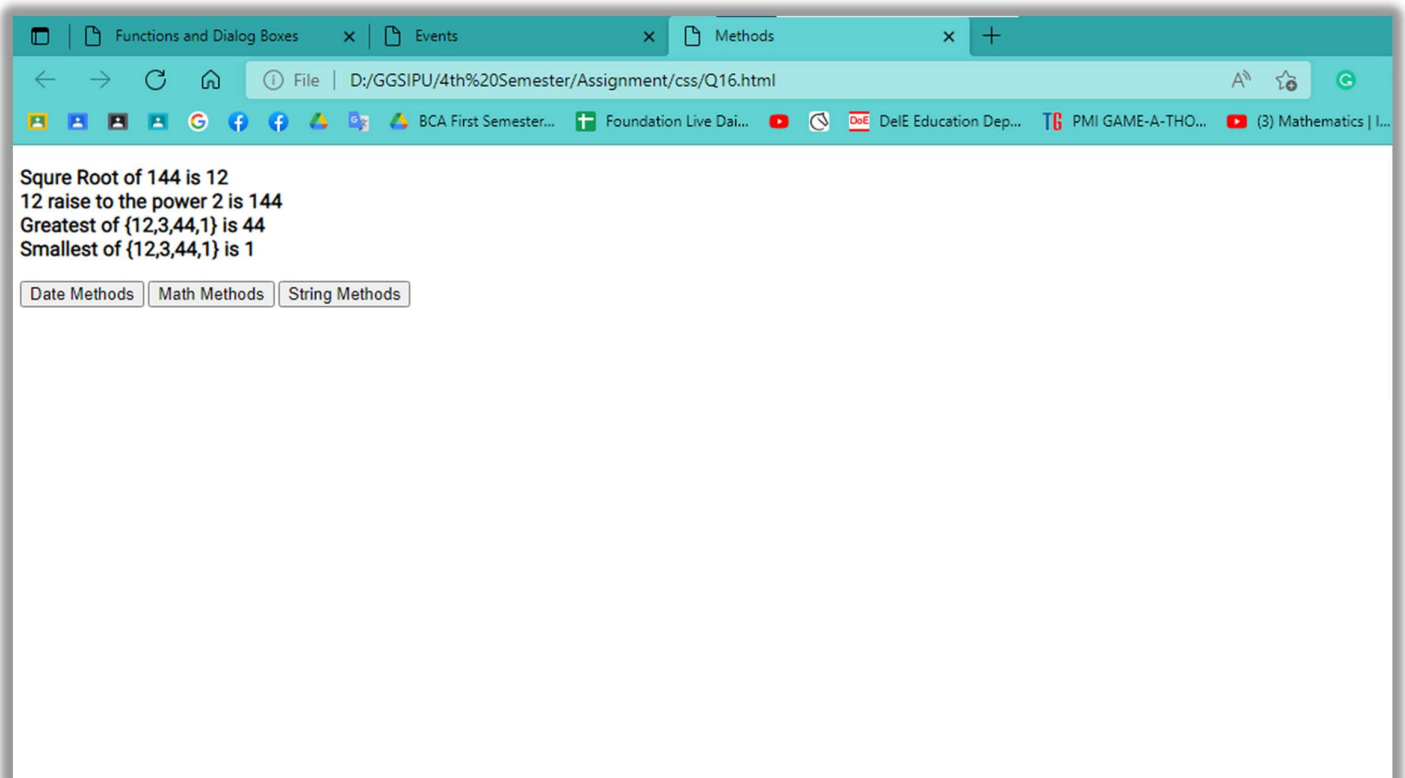 Functions and Dialog Boxes
Events
Methods
File | D:/GGSIPU/4th%20Semester/Assignment/css/Q16.html
BCA First Semester... Foundation Live Dai... DoE DelE Education Dep... TG PMI GAME-A-THO... (3) Mathematics | I...
Squre Root of 144 is 12
12 raise to the power 2 is 144
Greatest of {12,3,44,1} is 44
Smallest of {12,3,44,1} is 1
Date Methods Math Methods String Methods